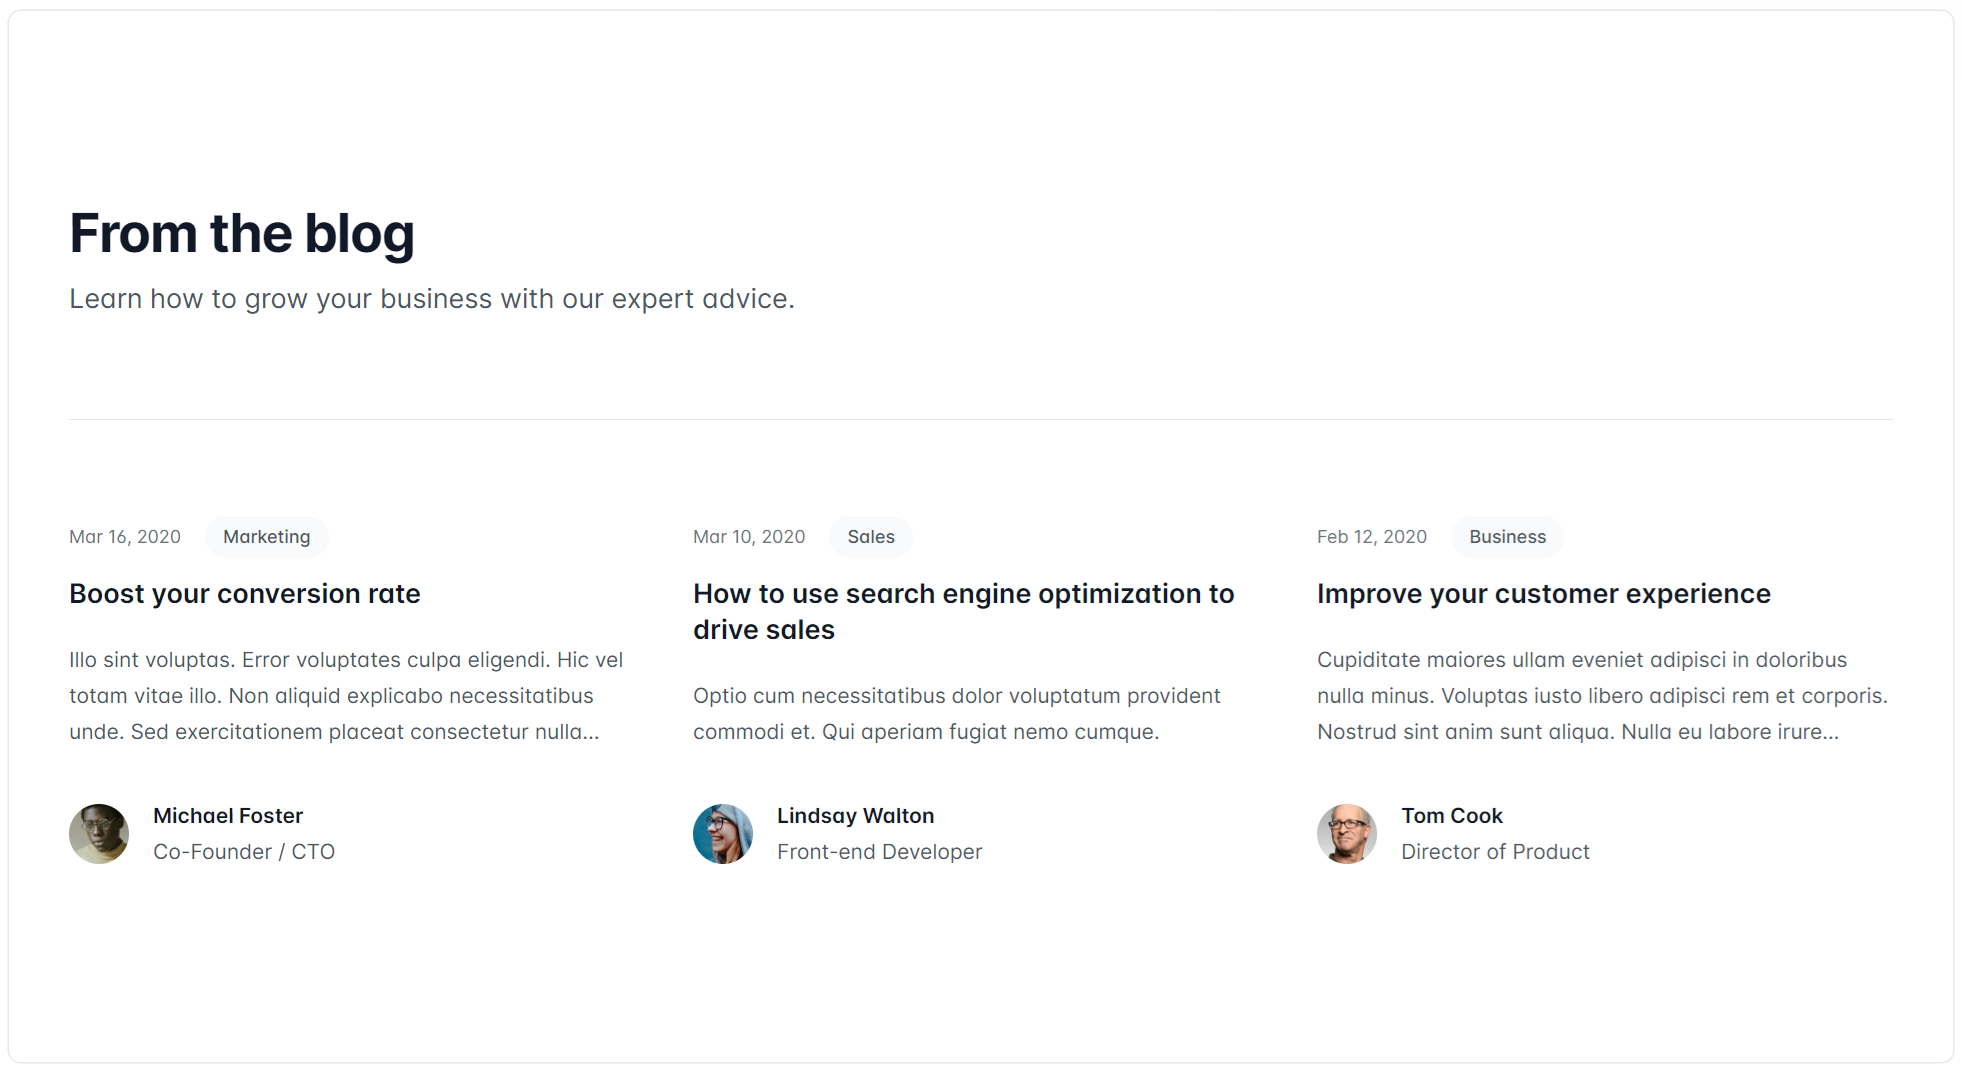 From the blog
Learn how to grow your business with our expert advice.
Mar 16, 2020 Marketing
Boost your conversion rate
Illo sint voluptas. Error voluptates culpa eligendi. Hic vel
totam vitae illo. Non aliquid explicabo necessitatibus
unde. Sed exercitationem placeat consectetur nulla...
Michael Foster
Co-Founder / CTO
Mar 10, 2020 Sales
How to use search engine optimization to
drive sales
Optio cum necessitatibus dolor voluptatum provident
commodi et. Qui aperiam fugiat nemo cumque.
Lindsay Walton
Front-end Developer
Feb 12, 2020 Business
Improve your customer experience
Cupiditate maiores ullam eveniet adipisci in doloribus
nulla minus. Voluptas iusto libero adipisci rem et corporis.
Nostrud sint anim sunt aliqua. Nulla eu labore irure...
Tom Cook
Director of Product